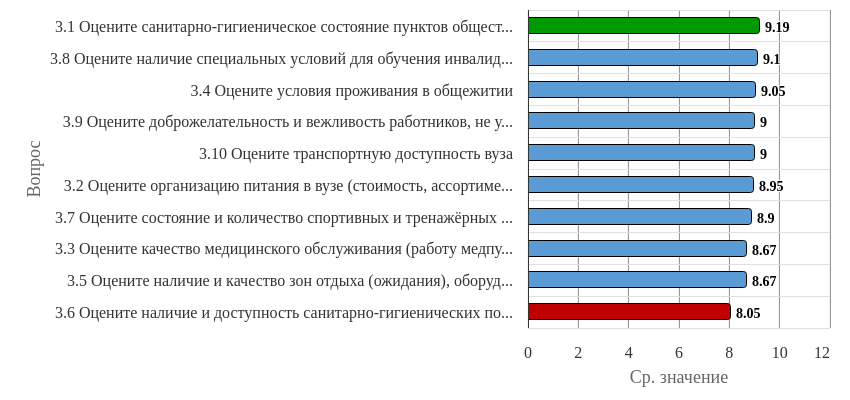 3.1 Оцените санитарно-гигиеническое состояние пунктов общест... 9.19
3.8 Оцените наличие специальных условий для обучения инвалид... 9.1
3.4 Оцените условия проживания в общежитии 9.05
3.9 Оцените доброжелательность и вежливость работников, не у... 9
3.10 Оцените транспортную доступность вуза 9
3.2 Оцените организацию питания в вузе (стоимость, ассортиме... 8.95
3.7 Оцените состояние и количество спортивных и тренажёрных ... 8.9
3.3 Оцените качество медицинского обслуживания (работу медпу... 8.67
3.5 Оцените наличие и качество зон отдыха (ожидания), оборуд... 8.67
3.6 Оцените наличие и доступность санитарно-гигиенических по... 8.05
Вопрос
0 2 4 6 8 10 12
Ср. значение